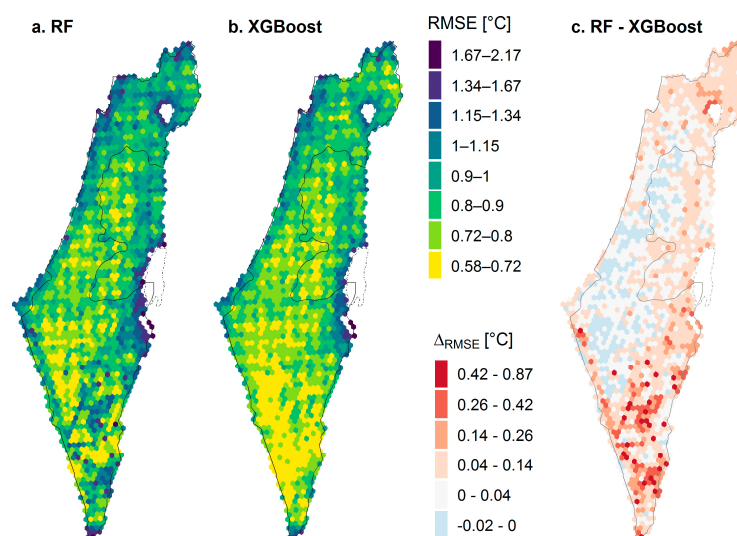 a. RF
b. XGBoost
RMSE [°C]
1.67–2.17
1.34–1.67
1.15–1.34
1–1.15
0.9–1
0.8–0.9
0.72–0.8
0.58–0.72
c. RF - XGBoost
ΔRMSE [°C]
0.42 - 0.87
0.26 - 0.42
0.14 - 0.26
0.04 - 0.14
0 - 0.04
-0.02 - 0